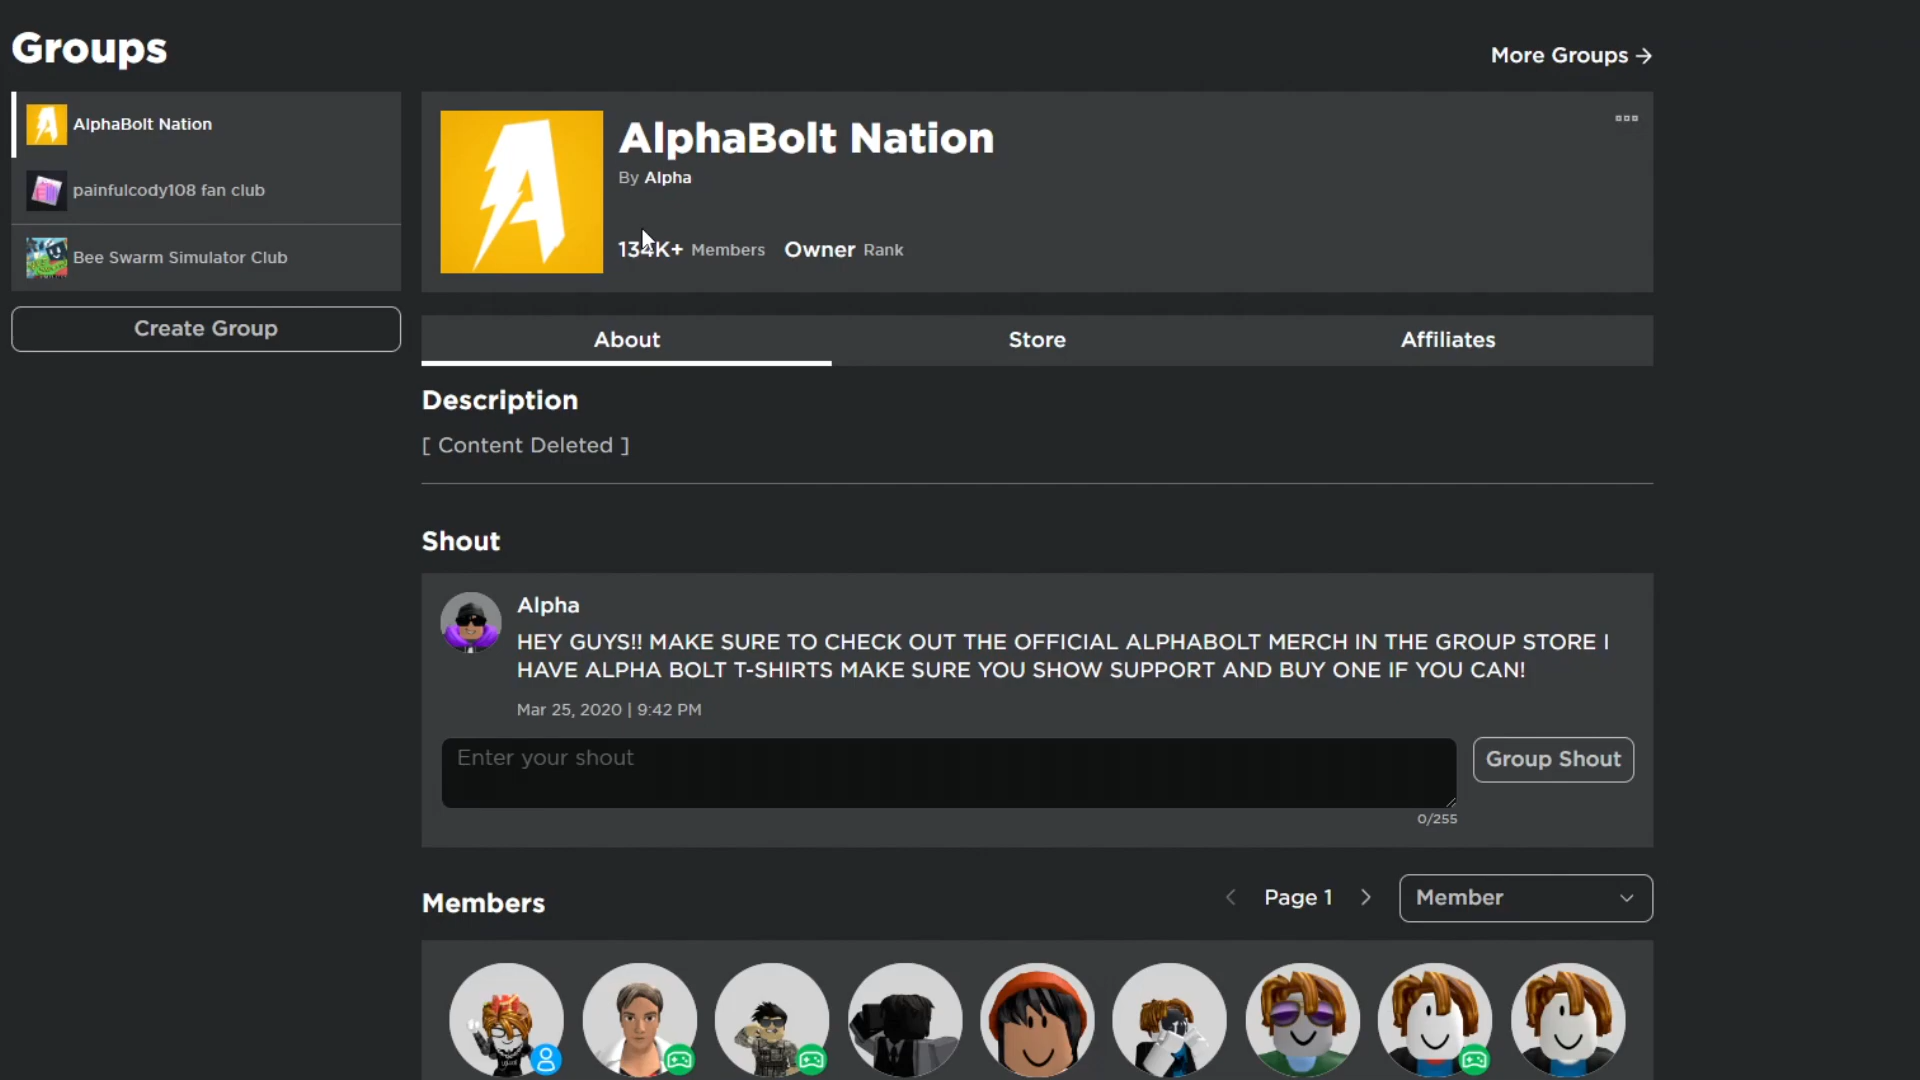 Groups
More Groups →
AlphaBolt Nation
painfulcody108 fan club
Bee Swarm Simulator Club
Create Group
AlphaBolt Nation
By Alpha
134K+ Members Owner Rank
About Store Affiliates
Description
[ Content Deleted ]
Shout
Alpha
HEY GUYS!! MAKE SURE TO CHECK OUT THE OFFICIAL ALPHABOLT MERCH IN THE GROUP STORE I
HAVE ALPHA BOLT T-SHIRTS MAKE SURE YOU SHOW SUPPORT AND BUY ONE IF YOU CAN!
Mar 25, 2020 | 9:42 PM
Enter your shout
Group Shout
0/255
Members
Page 1
Member